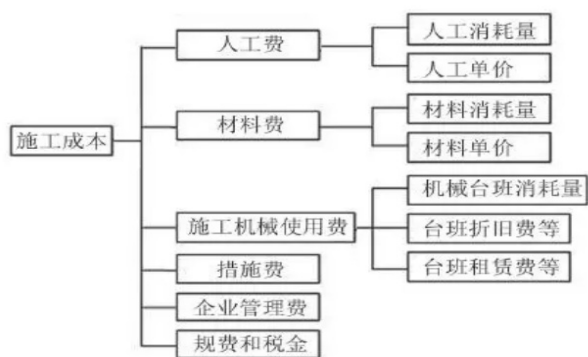 施工成本
人工费
人工消耗量
人工单价
材料费
材料消耗量
材料单价
施工机械使用费
机械台班消耗量
台班折旧费等
台班租赁费等
措施费
企业管理费
规费和税金